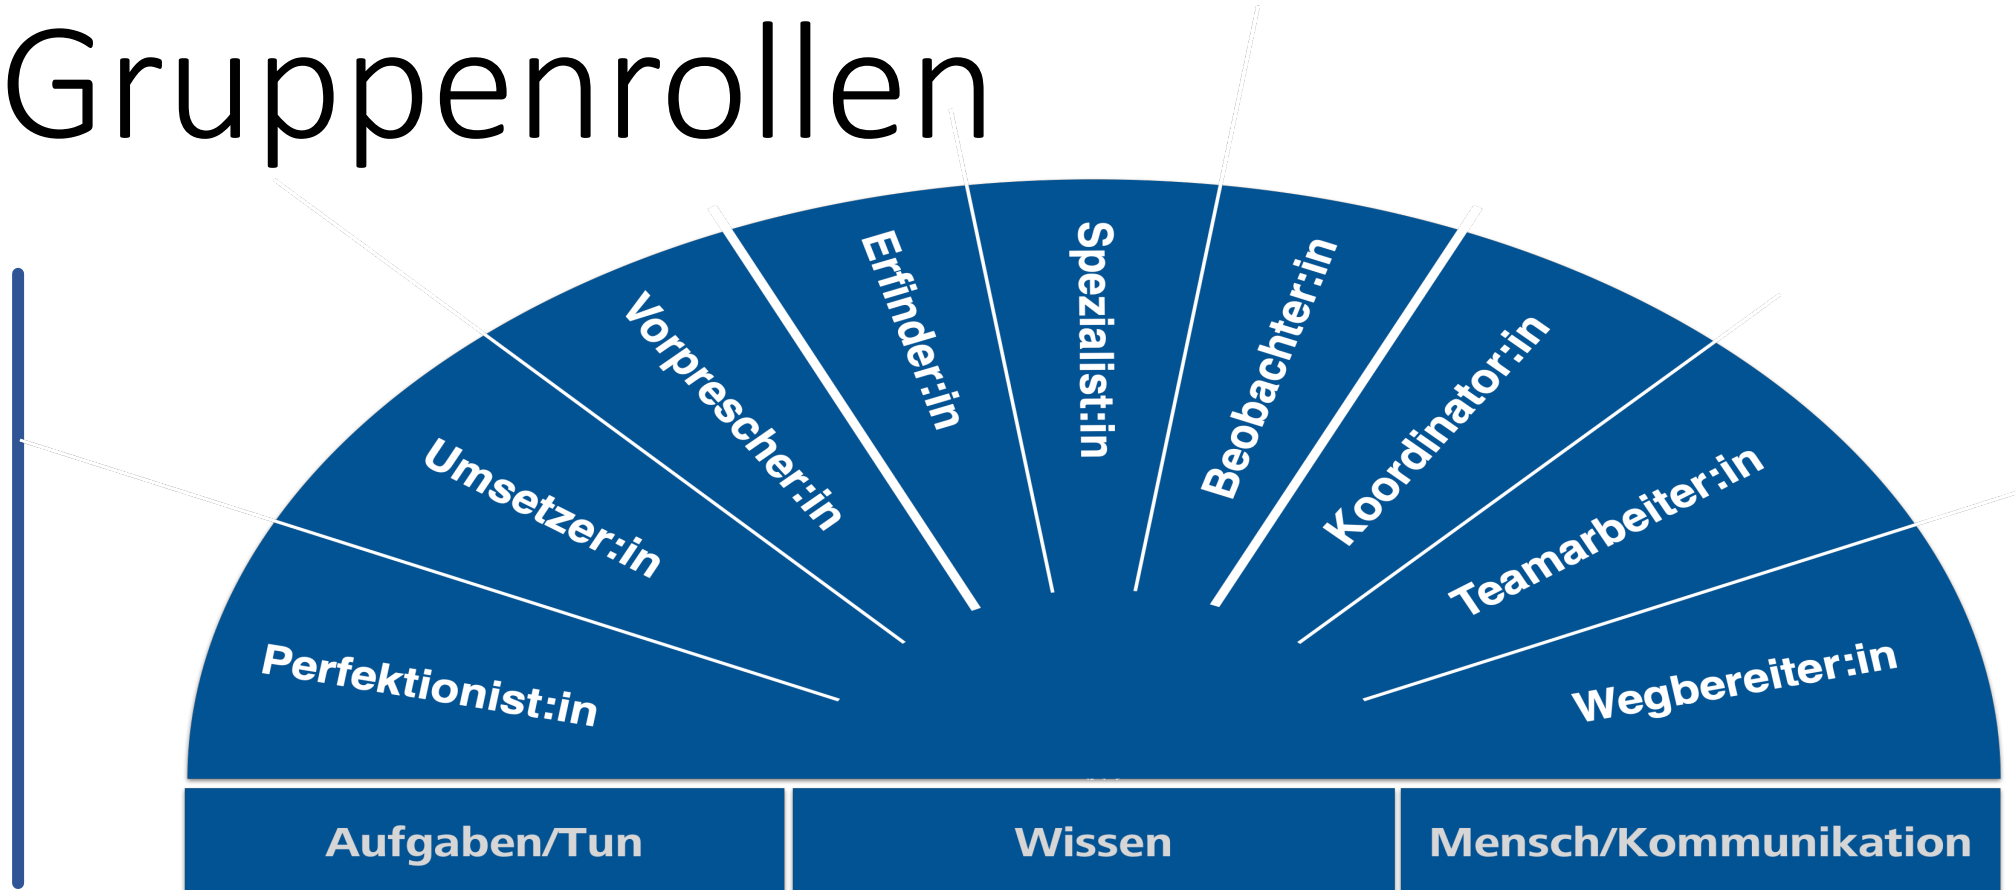 Gruppenrollen
Perfektionist:in
Umsetzer:in
Vorprescher:in
Erfinder:in
Spezialist:in
Beobachter:in
Koordinator:in
Teamarbeiter:in
Wegbereiter:in
Aufgaben/Tun
Wissen
Mensch/Kommunikation